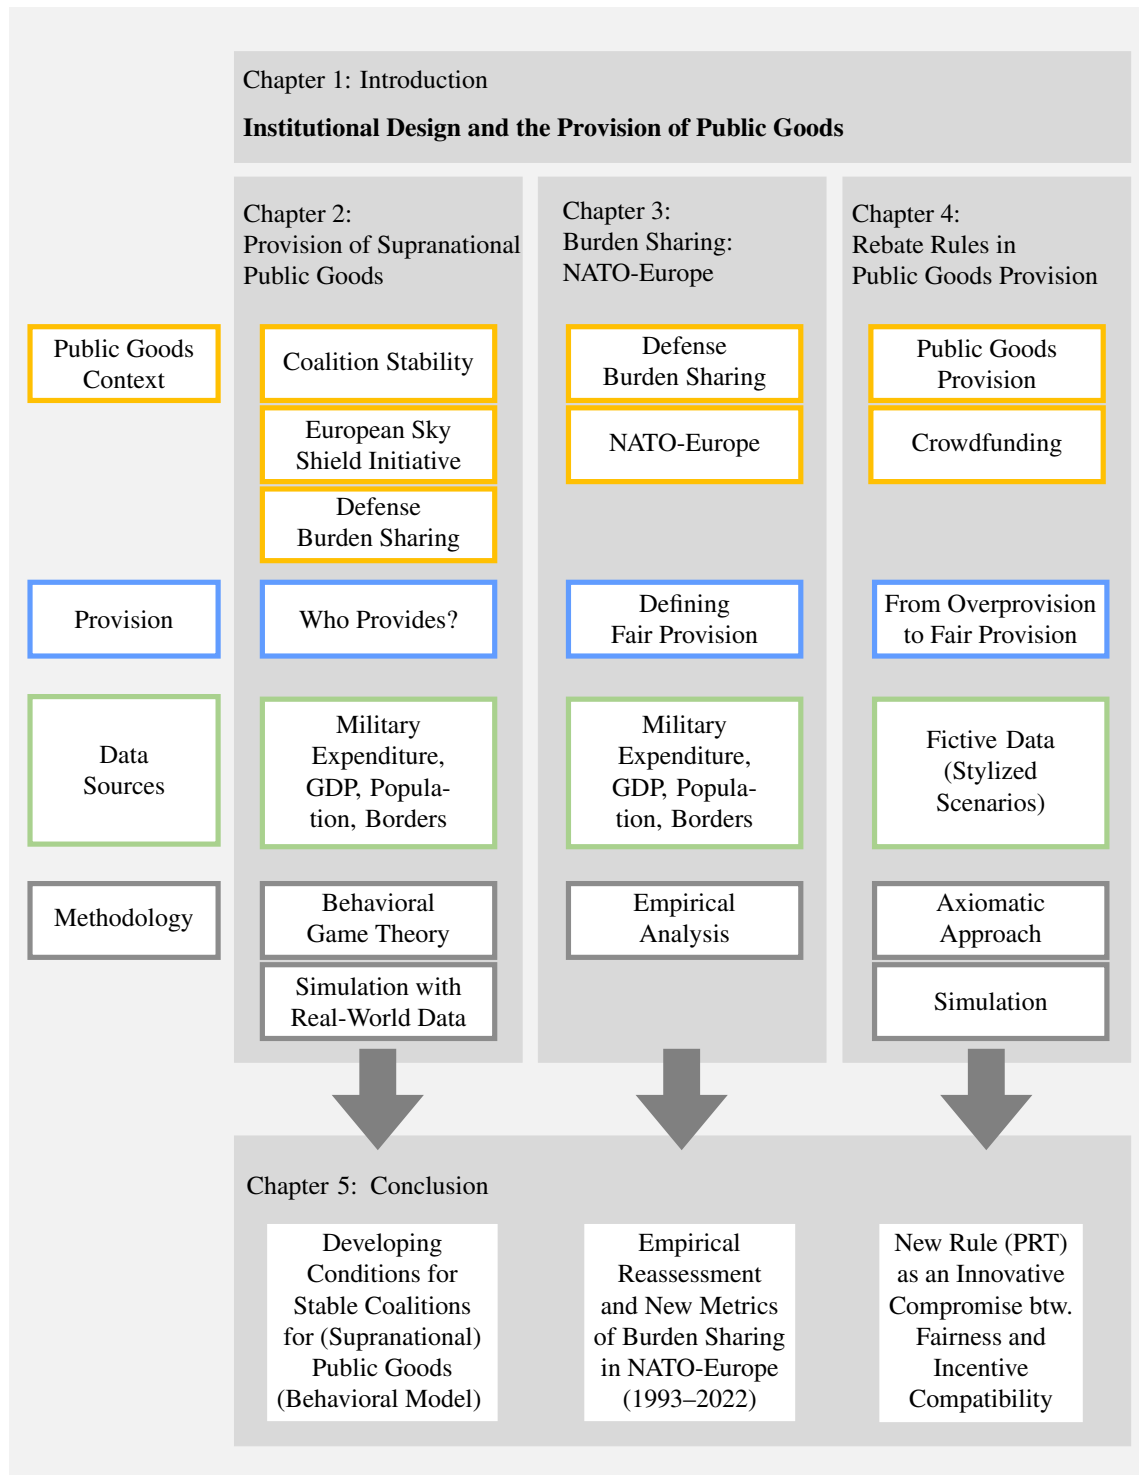 Chapter 1: Introduction
Institutional Design and the Provision of Public Goods
Chapter 2:
Provision of Supranational
Public Goods
Chapter 3:
Burden Sharing:
NATO-Europe
Chapter 4:
Rebate Rules in
Public Goods Provision
Public Goods
Context
Coalition Stability
Defense
Burden Sharing
Public Goods
Provision
European Sky
Shield Initiative
NATO-Europe
Crowdfunding
Defense
Burden Sharing
Provision
Who Provides?
Defining
Fair Provision
From Overprovision
to Fair Provision
Data
Sources
Military
Expenditure,
GDP, Popula-
tion, Borders
Military
Expenditure,
GDP, Popula-
tion, Borders
Fictive Data
(Stylized
Scenarios)
Methodology
Behavioral
Game Theory
Empirical
Analysis
Axiomatic
Approach
Simulation with
Real-World Data
Simulation
Chapter 5: Conclusion
Developing
Conditions for
Stable Coalitions
for (Supranational)
Public Goods
(Behavioral Model)
Empirical
Reassessment
and New Metrics
of Burden Sharing
in NATO-Europe
(1993–2022)
New Rule (PRT)
as an Innovative
Compromise btw.
Fairness and
Incentive
Compatibility